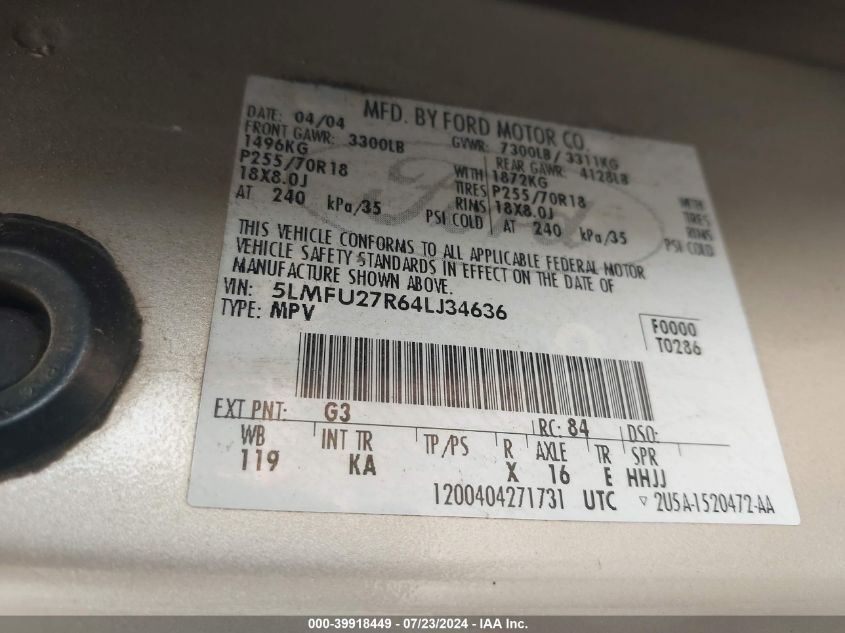 MFD. BY FORD MOTOR CO.
DATE: 04/04 GVWR: 7300LB/ 3311KG
FRONT GAWR: 3300LB REAR GAWR: 4128LB
1496KG WITH 1872KG WITH
P255/70R18 TIRES P255/70R18 TIRES
18X8.0J RIMS 18X8.0J RIMS
AT 240 kPa/35 PSI COLD AT 240 kPa/35 PSI COLD
THIS VEHICLE CONFORMS TO ALL APPLICABLE FEDERAL MOTOR
VEHICLE SAFETY STANDARDS IN EFFECT ON THE DATE OF
MANUFACTURE SHOWN ABOVE.
VIN: 5LMFU27R64LJ34636
TYPE: MPV
F0000
T0286
EXT PNT: G3 RC: 84 DSO:
WB INT TR TP/PS R AXLE TR SPR
119 KA X 16 E HHJJ
1200404271731 UTC ▽ 2U5A-1520472-AA
Ford
000-39918449 - 07/23/2024 - IAA Inc.